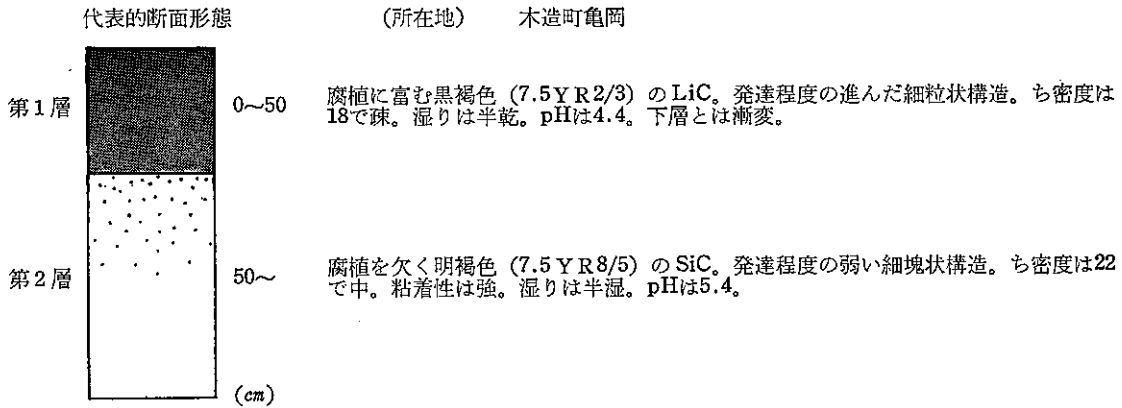 代表的断面形態　　(所在地)　木造町亀岡
第1層　0～50　腐植に富む黒褐色 (7.5YR2/3) のLiC。発達程度の進んだ細粒状構造。ち密度は
18で疎。湿りは半乾。pHは4.4。下層とは漸変。
第2層　50～　腐植を欠く明褐色 (7.5YR8/5) のSiC。発達程度の弱い細塊状構造。ち密度は22
で中。粘着性は強。湿りは半湿。pHは5.4。
(cm)